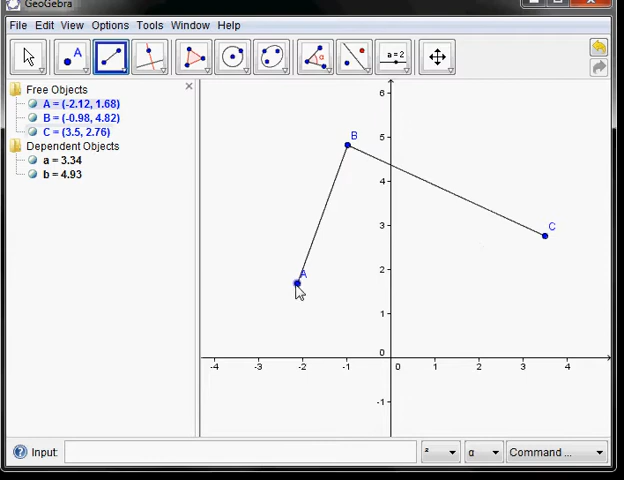 GeoGebra
File Edit View Options Tools Window Help
A
α
a = 2
Free Objects
A = (-2.12, 1.68)
B = (-0.98, 4.82)
C = (3.5, 2.76)
Dependent Objects
a = 3.34
b = 4.93
6
B
5
4
3
C
2
A
1
0
-4 -3 -2 -1 0 1 2 3 4
-1
Input: ² α Command ...